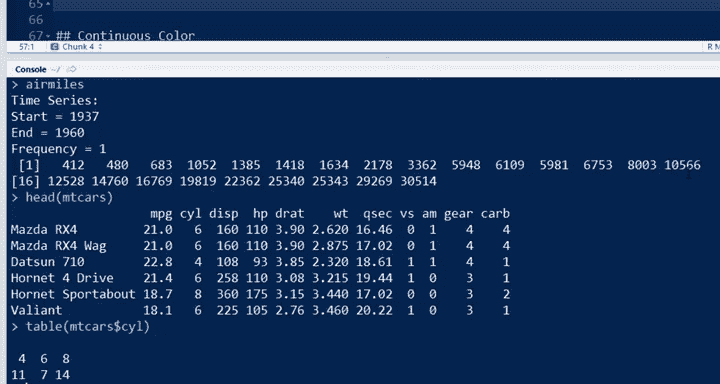 65
66
67 ## Continuous Color
57:1 C Chunk 4
Console ~/
> airmiles
Time Series:
Start = 1937
End = 1960
Frequency = 1
[1] 412 480 683 1052 1385 1418 1634 2178 3362 5948 6109 5981 6753 8003 10566
[16] 12528 14760 16769 19819 22362 25340 25343 29269 30514
> head(mtcars)
mpg cyl disp hp drat wt qsec vs am gear carb
Mazda RX4 21.0 6 160 110 3.90 2.620 16.46 0 1 4 4
Mazda RX4 Wag 21.0 6 160 110 3.90 2.875 17.02 0 1 4 4
Datsun 710 22.8 4 108 93 3.85 2.320 18.61 1 1 4 1
Hornet 4 Drive 21.4 6 258 110 3.08 3.215 19.44 1 0 3 1
Hornet Sportabout 18.7 8 360 175 3.15 3.440 17.02 0 0 3 2
Valiant 18.1 6 225 105 2.76 3.460 20.22 1 0 3 1
> table(mtcars$cyl)
4 6 8
11 7 14